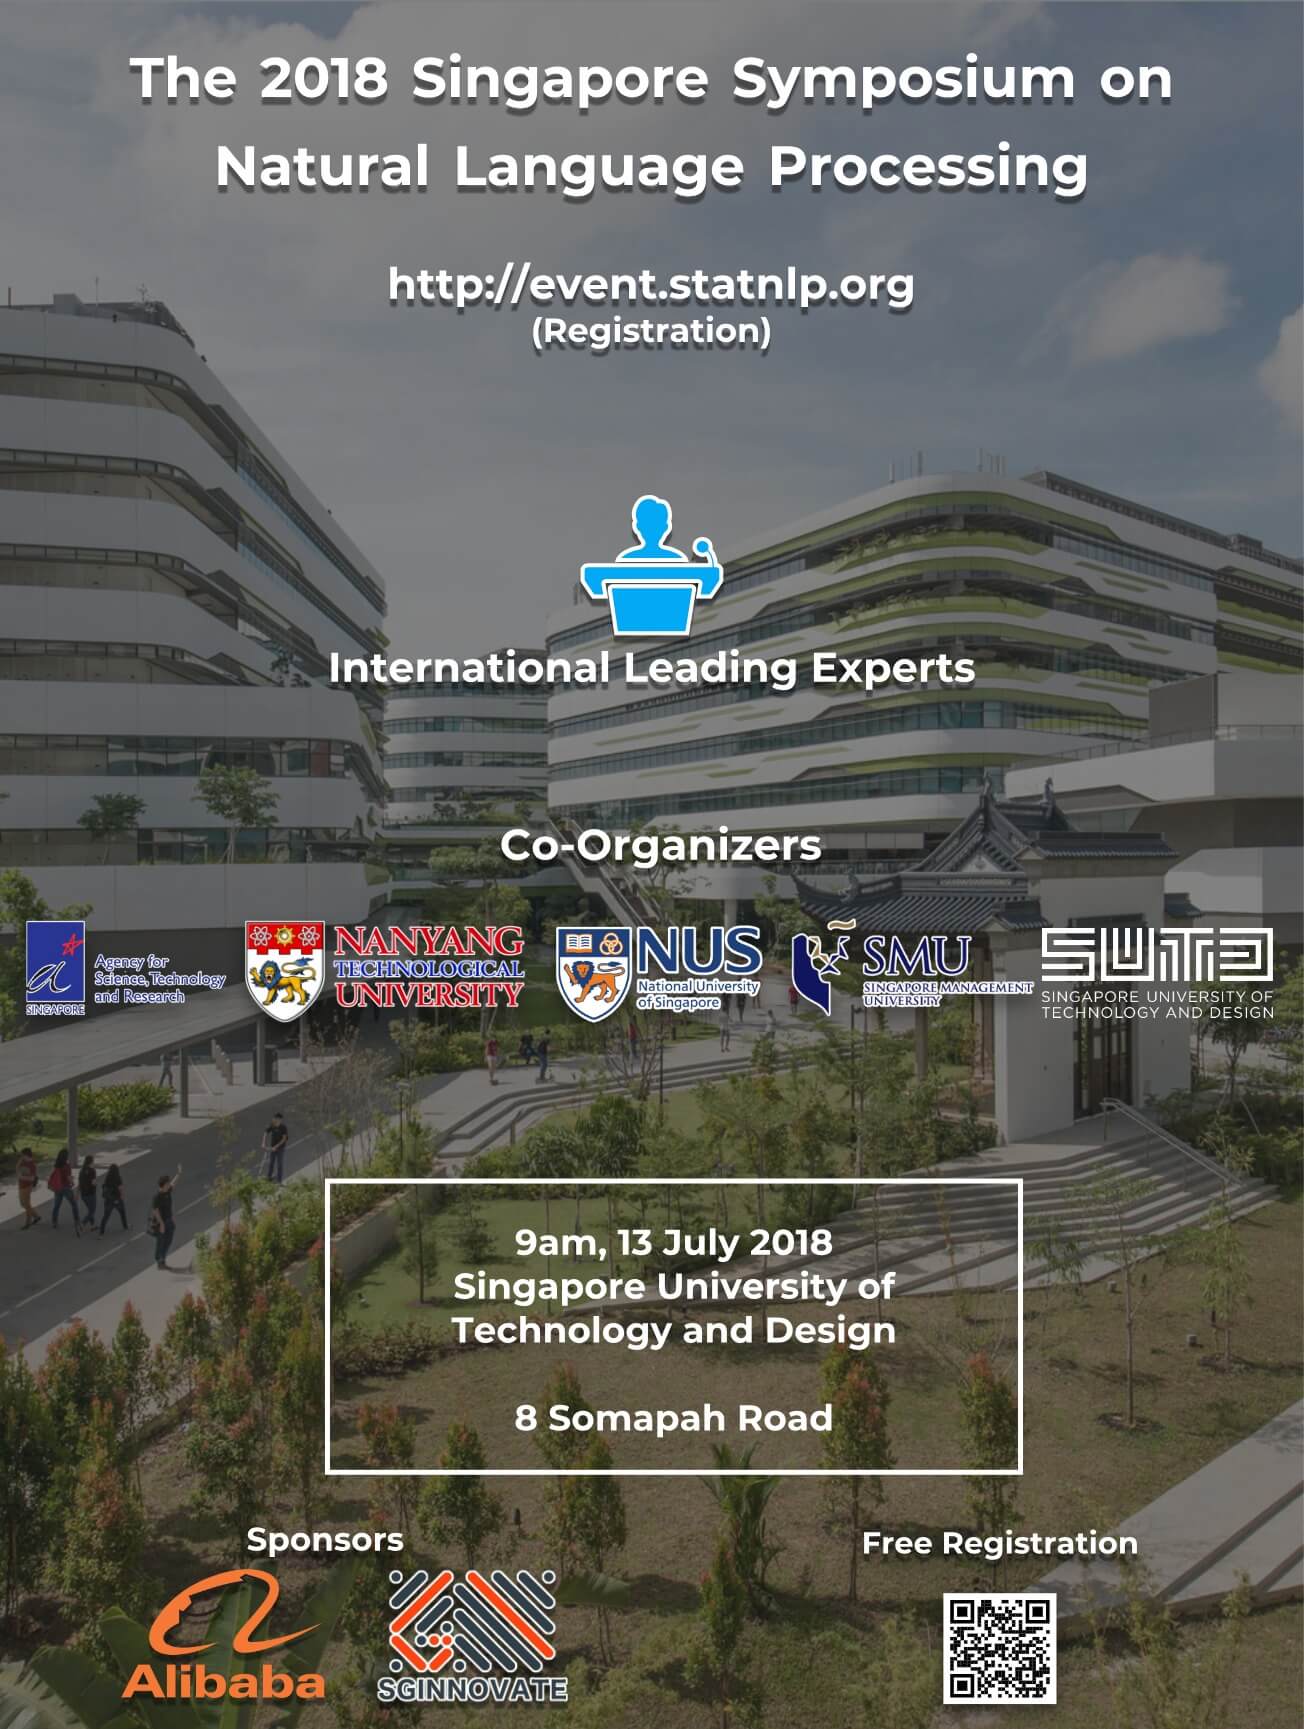 The 2018 Singapore Symposium on
Natural Language Processing
http://event.statnlp.org
(Registration)
International Leading Experts
Co-Organizers
Agency for
Science, Technology
and Research
SINGAPORE
NANYANG
TECHNOLOGICAL
UNIVERSITY
NUS
National University
of Singapore
SMU
SINGAPORE MANAGEMENT
UNIVERSITY
SUTD
SINGAPORE UNIVERSITY OF
TECHNOLOGY AND DESIGN
9am, 13 July 2018
Singapore University of
Technology and Design
8 Somapah Road
Sponsors
Alibaba
SGINNOVATE
Free Registration